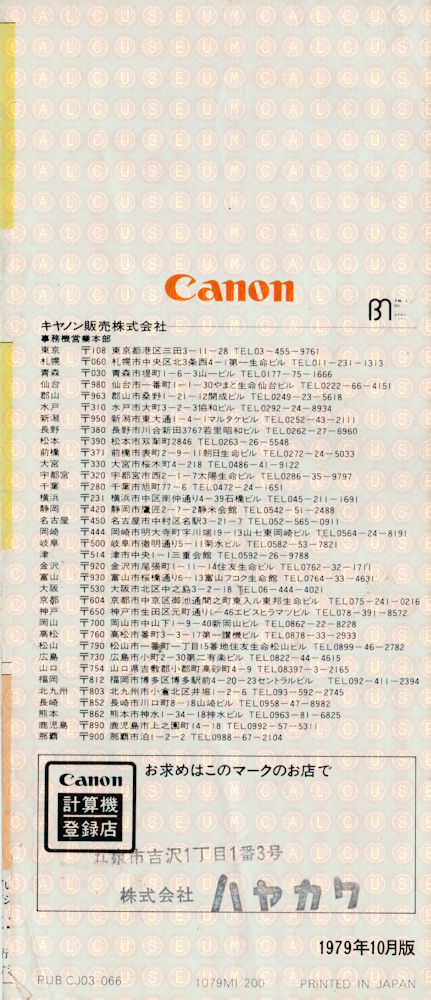 Canon
キヤノン販売株式会社
事務機営業本部
東京 〒108 東京都港区三田3-11-28 TEL03-455-9761
札幌 〒060 札幌市中央区北3条西4-1第一生命ビル TEL011-231-1313
青森 〒030 青森市堤町1-6-3山一ビル TEL0177-75-1666
仙台 〒980 仙台市一番町1-1-30やまと生命仙台ビル TEL0222-66-4151
郡山 〒963 郡山市桑野1-21-12開成ビル TEL0249-23-5618
水戸 〒310 水戸市大町3-2-3協和ビル TEL0292-24-8934
新潟 〒950 新潟市東大通1-4-1マルタケビル TEL0252-43-2111
長野 〒380 長野市川合新田3767若里昭和ビル TEL0262-27-6960
松本 〒390 松本市双葉町2846 TEL0263-26-5548
前橋 〒371 前橋市表町2-9-11朝日生命ビル TEL0272-24-5033
大宮 〒330 大宮市桜木町4-218 TEL0486-41-9122
宇都宮 〒320 宇都宮市西2-1-7太陽生命ビル TEL0286-35-9797
千葉 〒280 千葉市旭町77-6 TEL0472-24-1651
横浜 〒231 横浜市中区南仲通り4-39石橋ビル TEL045-211-1691
静岡 〒420 静岡市鷹匠2-7-2静米会館 TEL0542-51-2488
名古屋 〒450 名古屋市中村区名駅3-21-7 TEL052-565-0911
岡崎 〒444 岡崎市明大寺町字川端19-13山七東岡崎ビル TEL0564-24-8191
岐阜 〒500 岐阜市徹明通り5-11菊水ビル TEL0582-53-7821
津 〒514 津市中央1-1三重会館 TEL0592-26-9788
金沢 〒920 金沢市尾張町1-11-14住友生命ビル TEL0762-32-1711
富山 〒930 富山市桜橋通り6-13富山フコク生命館 TEL0764-33-4631
大阪 〒530 大阪市北区中之島3-2-18 TEL06-444-4021
京都 〒604 京都市中京区御池通間之町東入ル東邦生命ビル TEL075-241-0216
神戸 〒650 神戸市生田区元町通り1-46エビスヒラマツビル TEL078-391-8572
岡山 〒700 岡山市中山下1-9-40新岡山ビル TEL0862-22-8228
高松 〒760 高松市番町3-3-17第一讃機ビル TEL0878-33-2933
松山 〒790 松山市一番町一丁目15番地住友生命松山ビル TEL0899-46-2782
広島 〒730 広島市小町2-30第二有楽ビル TEL0822-44-4615
山口 〒754 山口県吉敷郡小郡町高砂町4-9 TEL08397-3-2165
福岡 〒812 福岡市博多区博多駅前4-20-23セントラルビル TEL092-411-2394
北九州 〒803 北九州市小倉北区井堀1-2-6 TEL093-592-2745
長崎 〒852 長崎市川口町8-18山崎ビル TEL0958-47-8982
熊本 〒862 熊本市神水1-34-18神水ビル TEL0963-81-6825
鹿児島 〒890 鹿児島市上之園町14-18 TEL0992-57-5311
那覇 〒900 那覇市泊1-2-2 TEL0988-67-2104
お求めはこのマークのお店で
Canon
計算機
登録店
五泉市吉沢1丁目1番3号
株式会社 ハヤカワ
1979年10月版
PUB CJ03-066 1079MI 200 PRINTED IN JAPAN